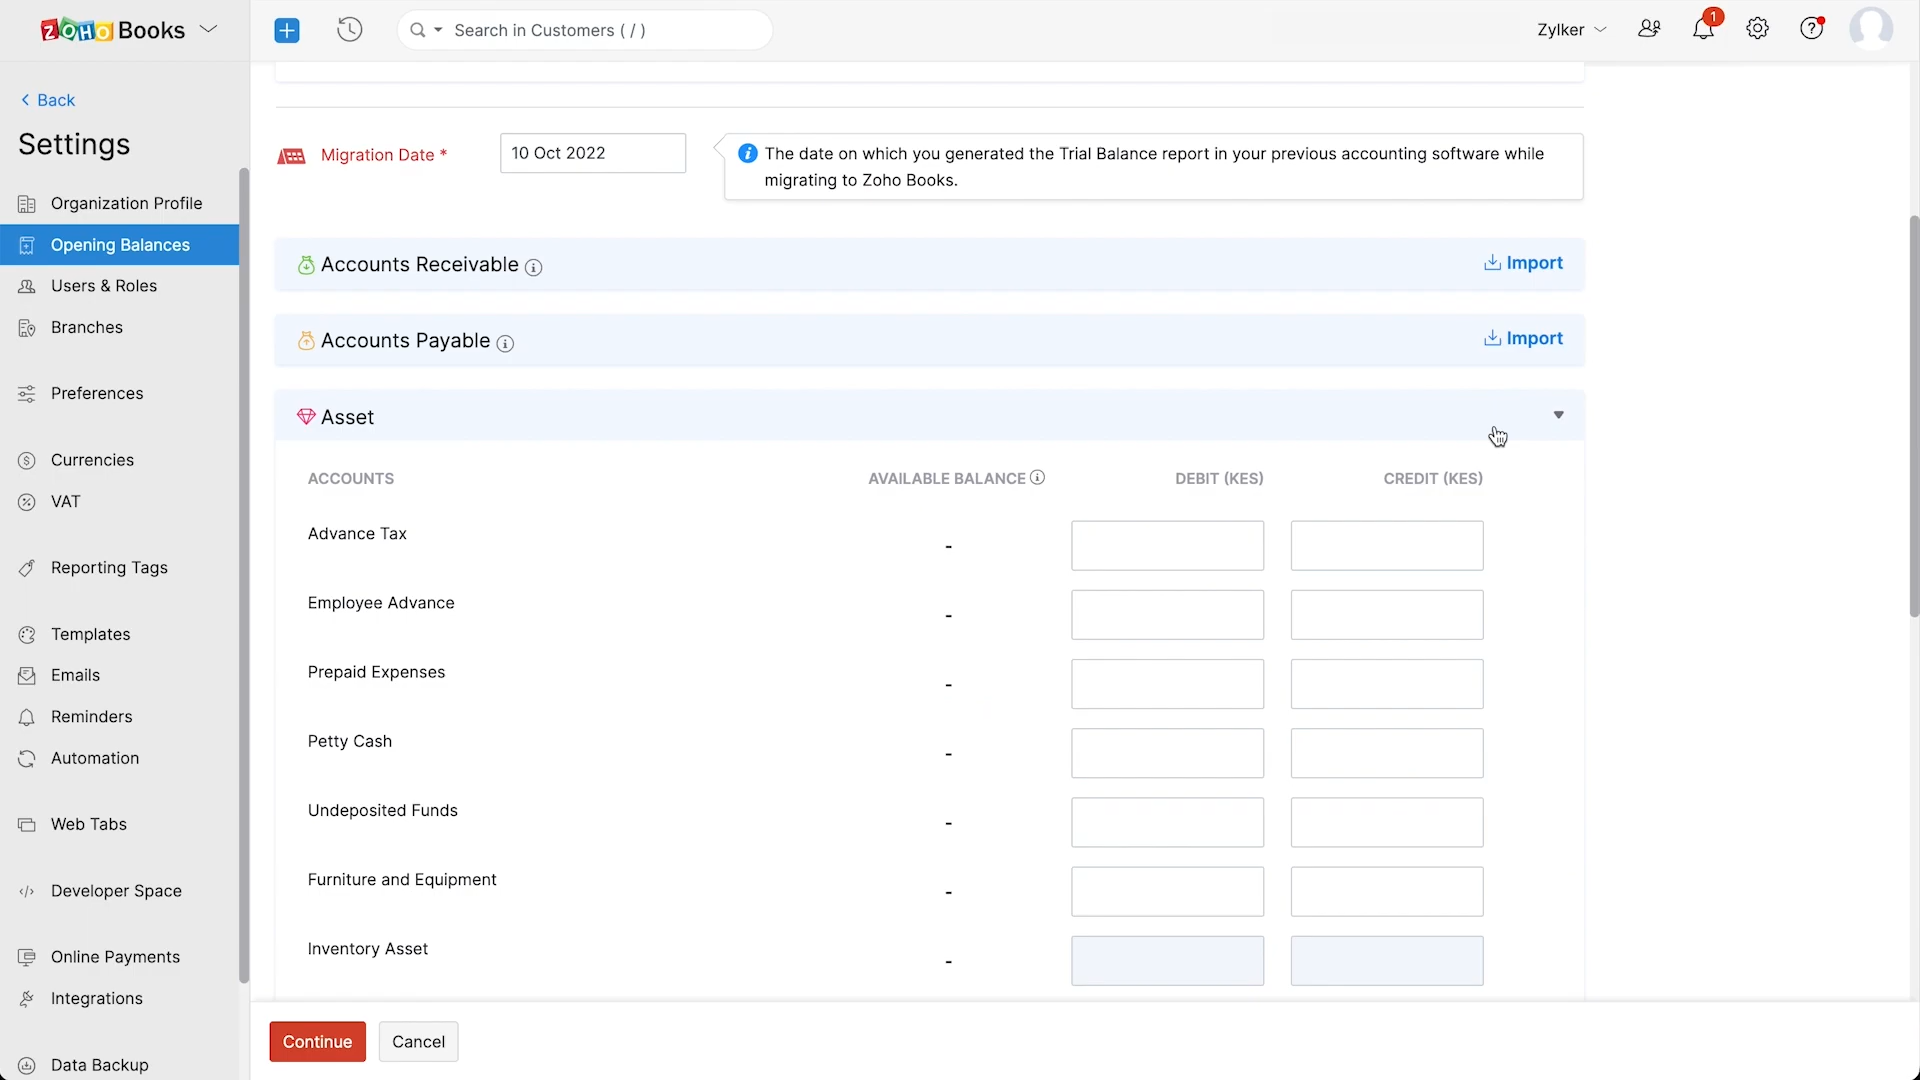 ZOHO Books
Search in Customers ( / )
Zylker
1
Back
Settings
Organization Profile
Opening Balances
Users & Roles
Branches
Preferences
Currencies
VAT
Reporting Tags
Templates
Emails
Reminders
Automation
Web Tabs
Developer Space
Online Payments
Integrations
Data Backup
Migration Date *
10 Oct 2022
The date on which you generated the Trial Balance report in your previous accounting software while
migrating to Zoho Books.
Accounts Receivable
Import
Accounts Payable
Import
Asset
ACCOUNTS AVAILABLE BALANCE DEBIT (KES) CREDIT (KES)
Advance Tax -
Employee Advance -
Prepaid Expenses -
Petty Cash -
Undeposited Funds -
Furniture and Equipment -
Inventory Asset -
Continue Cancel